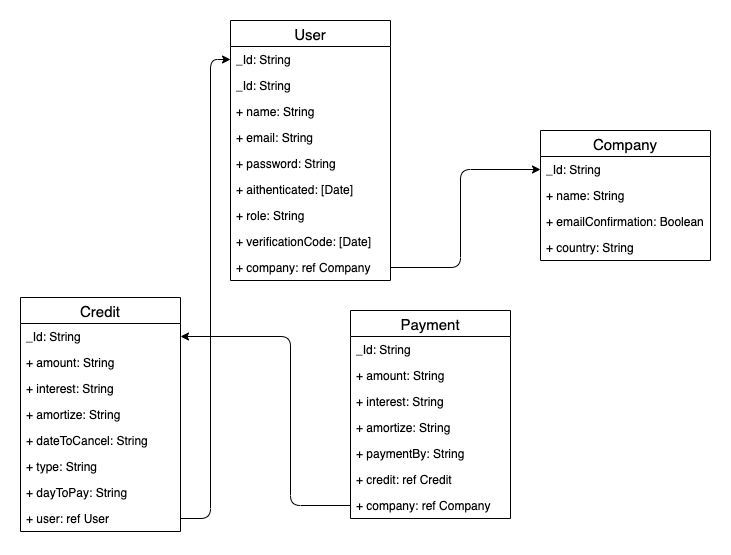 User
_Id: String
_Id: String
+ name: String
+ email: String
+ password: String
+ aithenticated: [Date]
+ role: String
+ verificationCode: [Date]
+ company: ref Company
Company
_Id: String
+ name: String
+ emailConfirmation: Boolean
+ country: String
Credit
_Id: String
+ amount: String
+ interest: String
+ amortize: String
+ dateToCancel: String
+ type: String
+ dayToPay: String
+ user: ref User
Payment
_Id: String
+ amount: String
+ interest: String
+ amortize: String
+ paymentBy: String
+ credit: ref Credit
+ company: ref Company